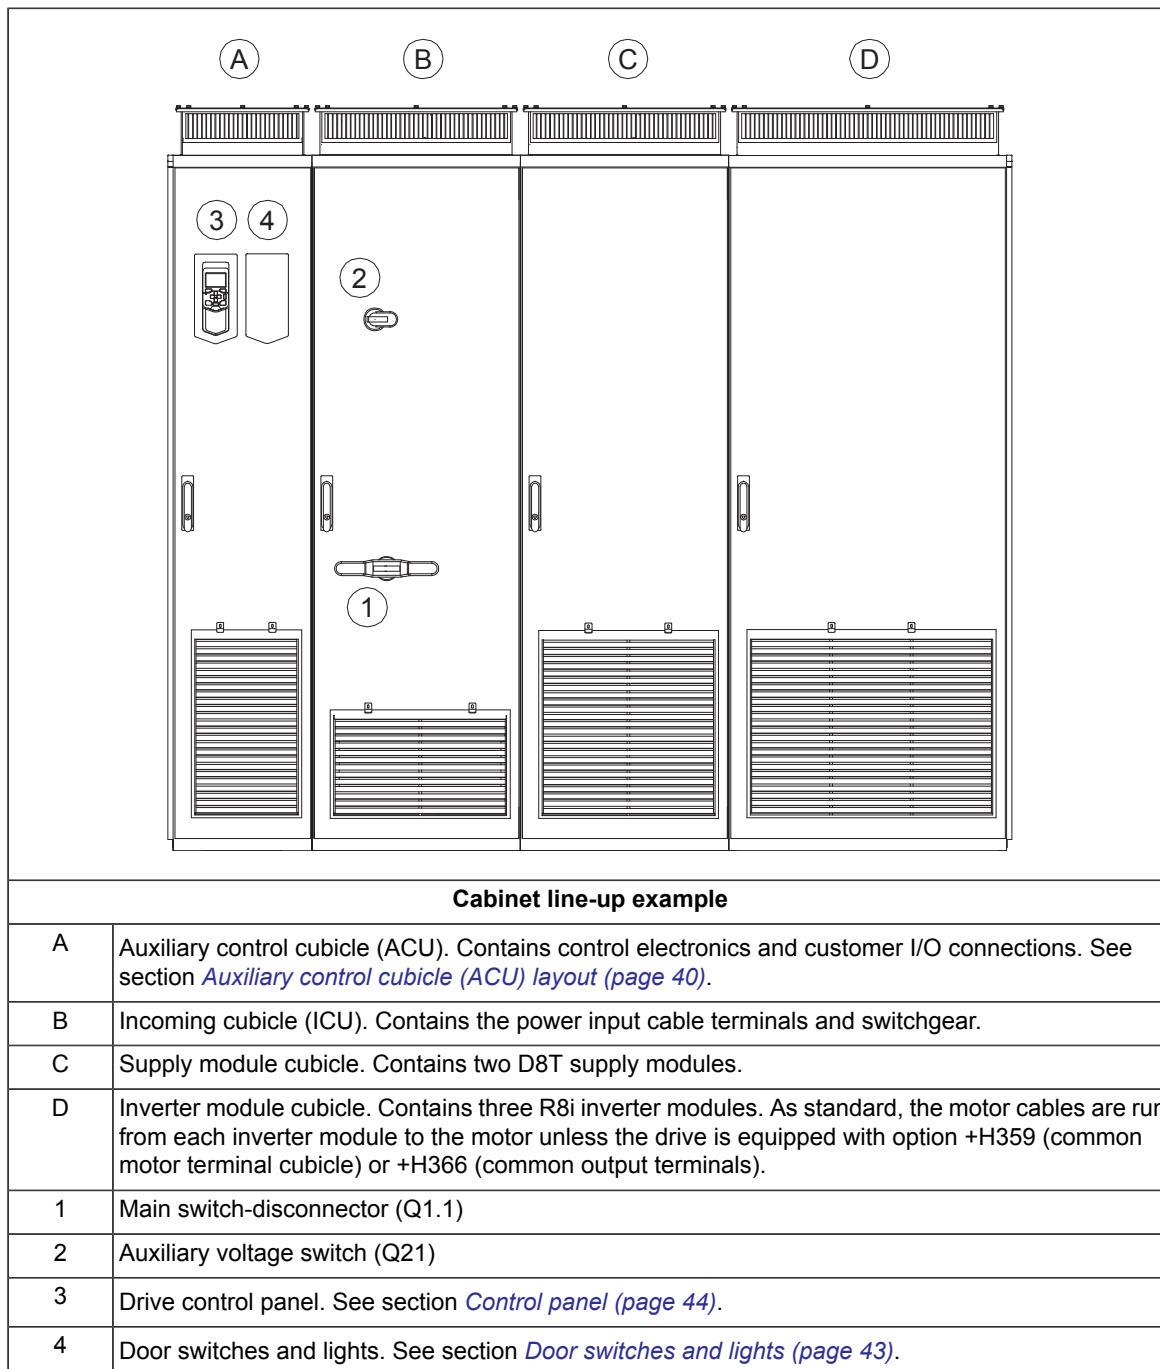 A B C D
3 4
2
1
Cabinet line-up example
A Auxiliary control cubicle (ACU). Contains control electronics and customer I/O connections. See
section Auxiliary control cubicle (ACU) layout (page 40).
B Incoming cubicle (ICU). Contains the power input cable terminals and switchgear.
C Supply module cubicle. Contains two D8T supply modules.
D Inverter module cubicle. Contains three R8i inverter modules. As standard, the motor cables are run
from each inverter module to the motor unless the drive is equipped with option +H359 (common
motor terminal cubicle) or +H366 (common output terminals).
1 Main switch-disconnector (Q1.1)
2 Auxiliary voltage switch (Q21)
3 Drive control panel. See section Control panel (page 44).
4 Door switches and lights. See section Door switches and lights (page 43).